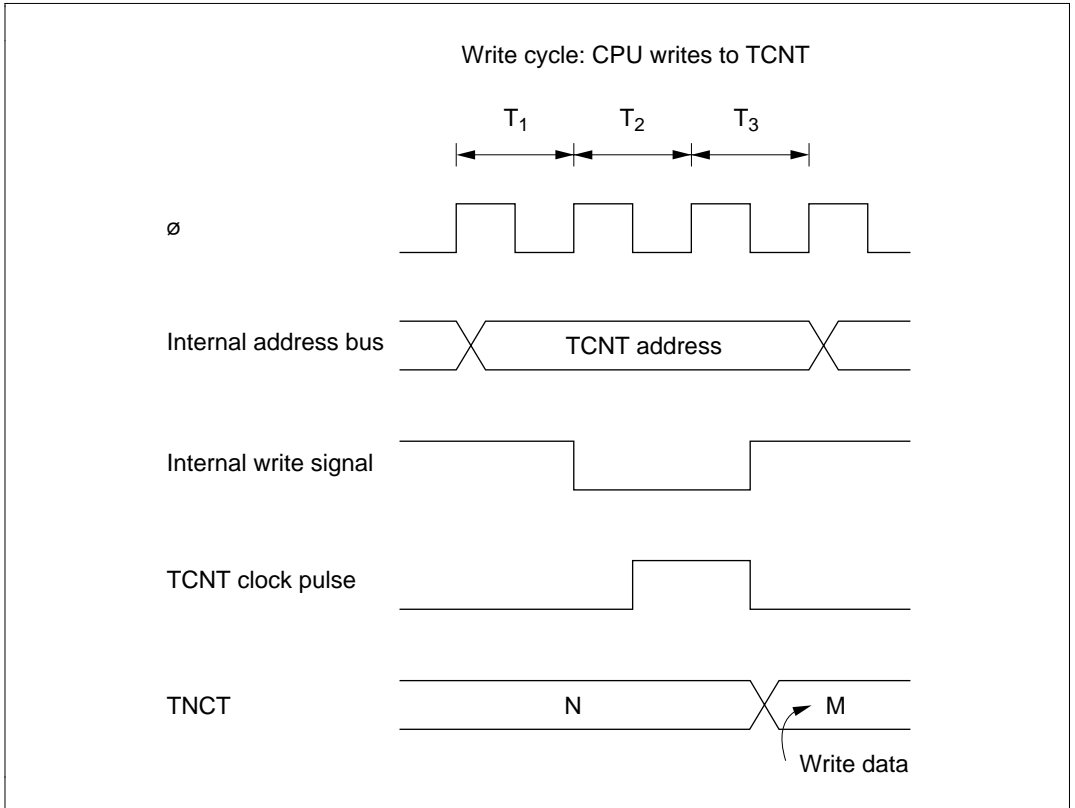 Write cycle: CPU writes to TCNT
T1 T2 T3
ø
Internal address bus TCNT address
Internal write signal
TCNT clock pulse
TNCT N M
Write data